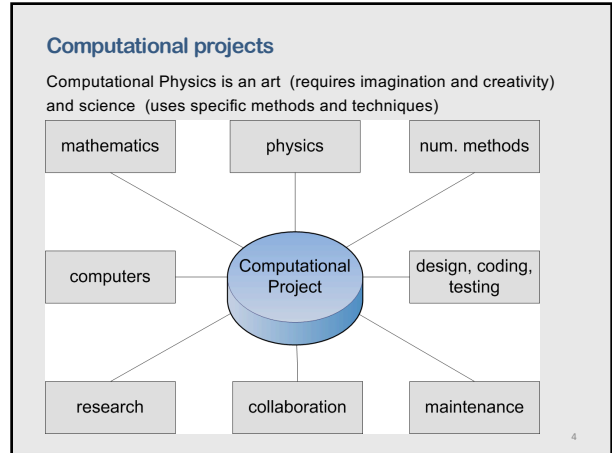 Computational projects
Computational Physics is an art (requires imagination and creativity)
and science (uses specific methods and techniques)
mathematics
physics
num. methods
computers
Computational
Project
design, coding,
testing
research
collaboration
maintenance
4